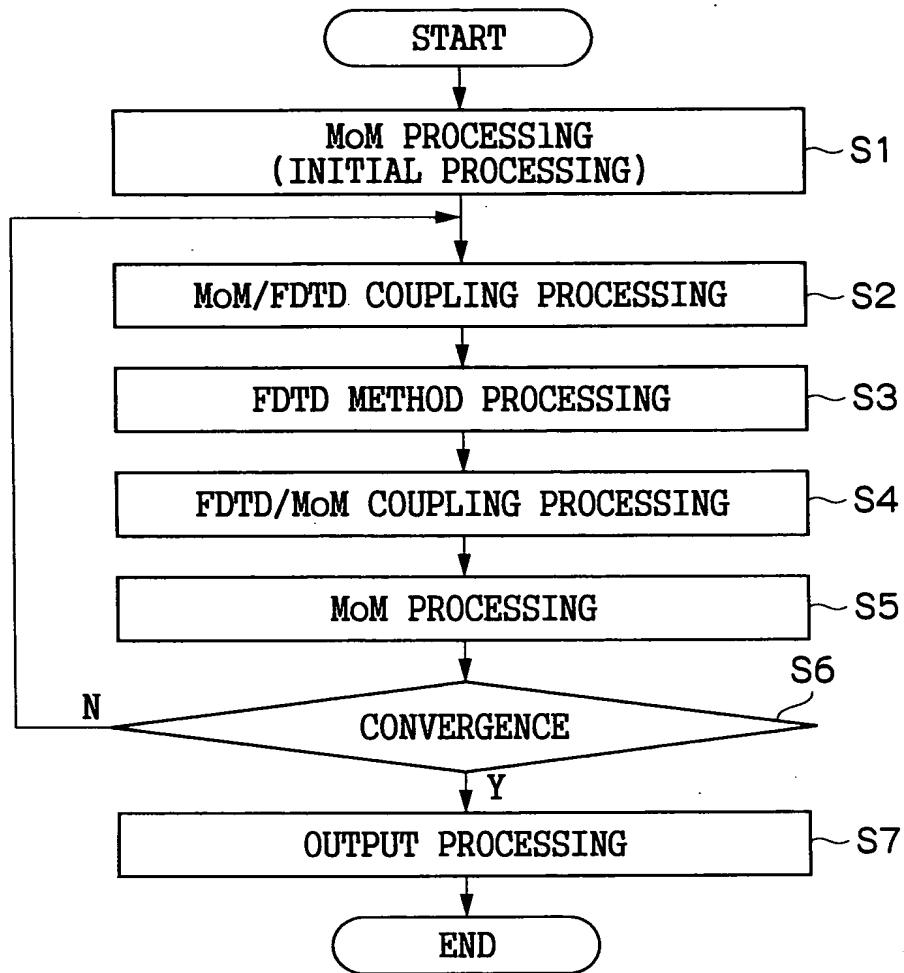 START
MoM PROCESSING
(INITIAL PROCESSING)
S1
MoM/FDTD COUPLING PROCESSING
S2
FDTD METHOD PROCESSING
S3
FDTD/MoM COUPLING PROCESSING
S4
MoM PROCESSING
S5
S6
N
CONVERGENCE
Y
OUTPUT PROCESSING
S7
END